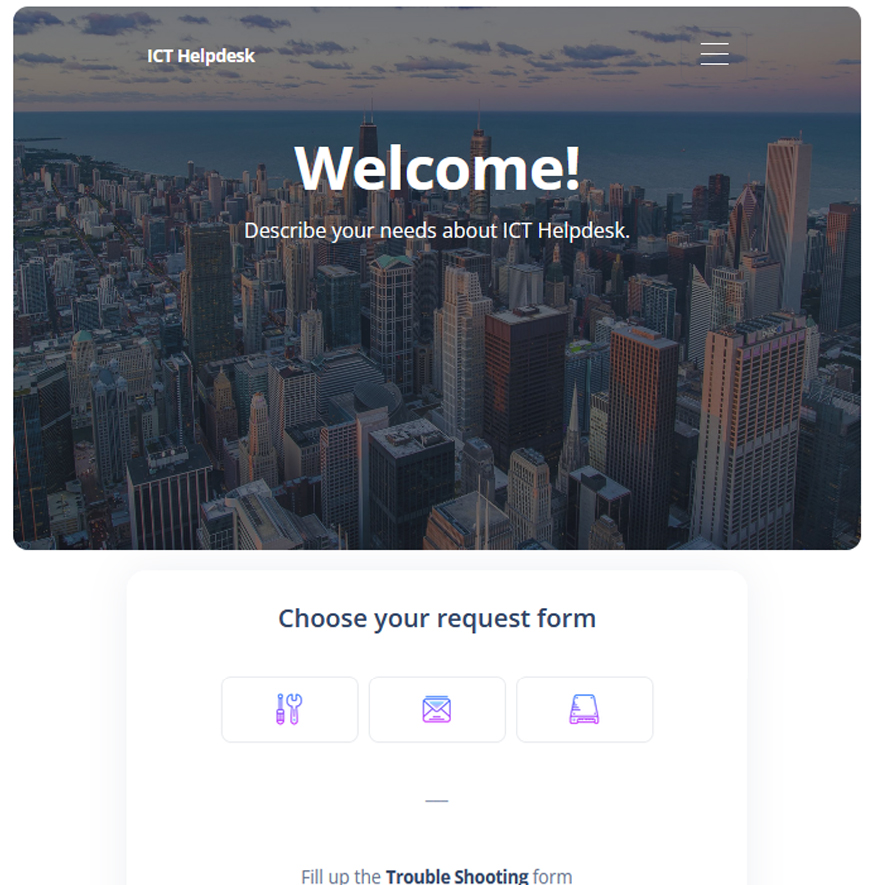 ICT Helpdesk
Welcome!
Describe your needs about ICT Helpdesk.
Choose your request form
Fill up the Trouble Shooting form